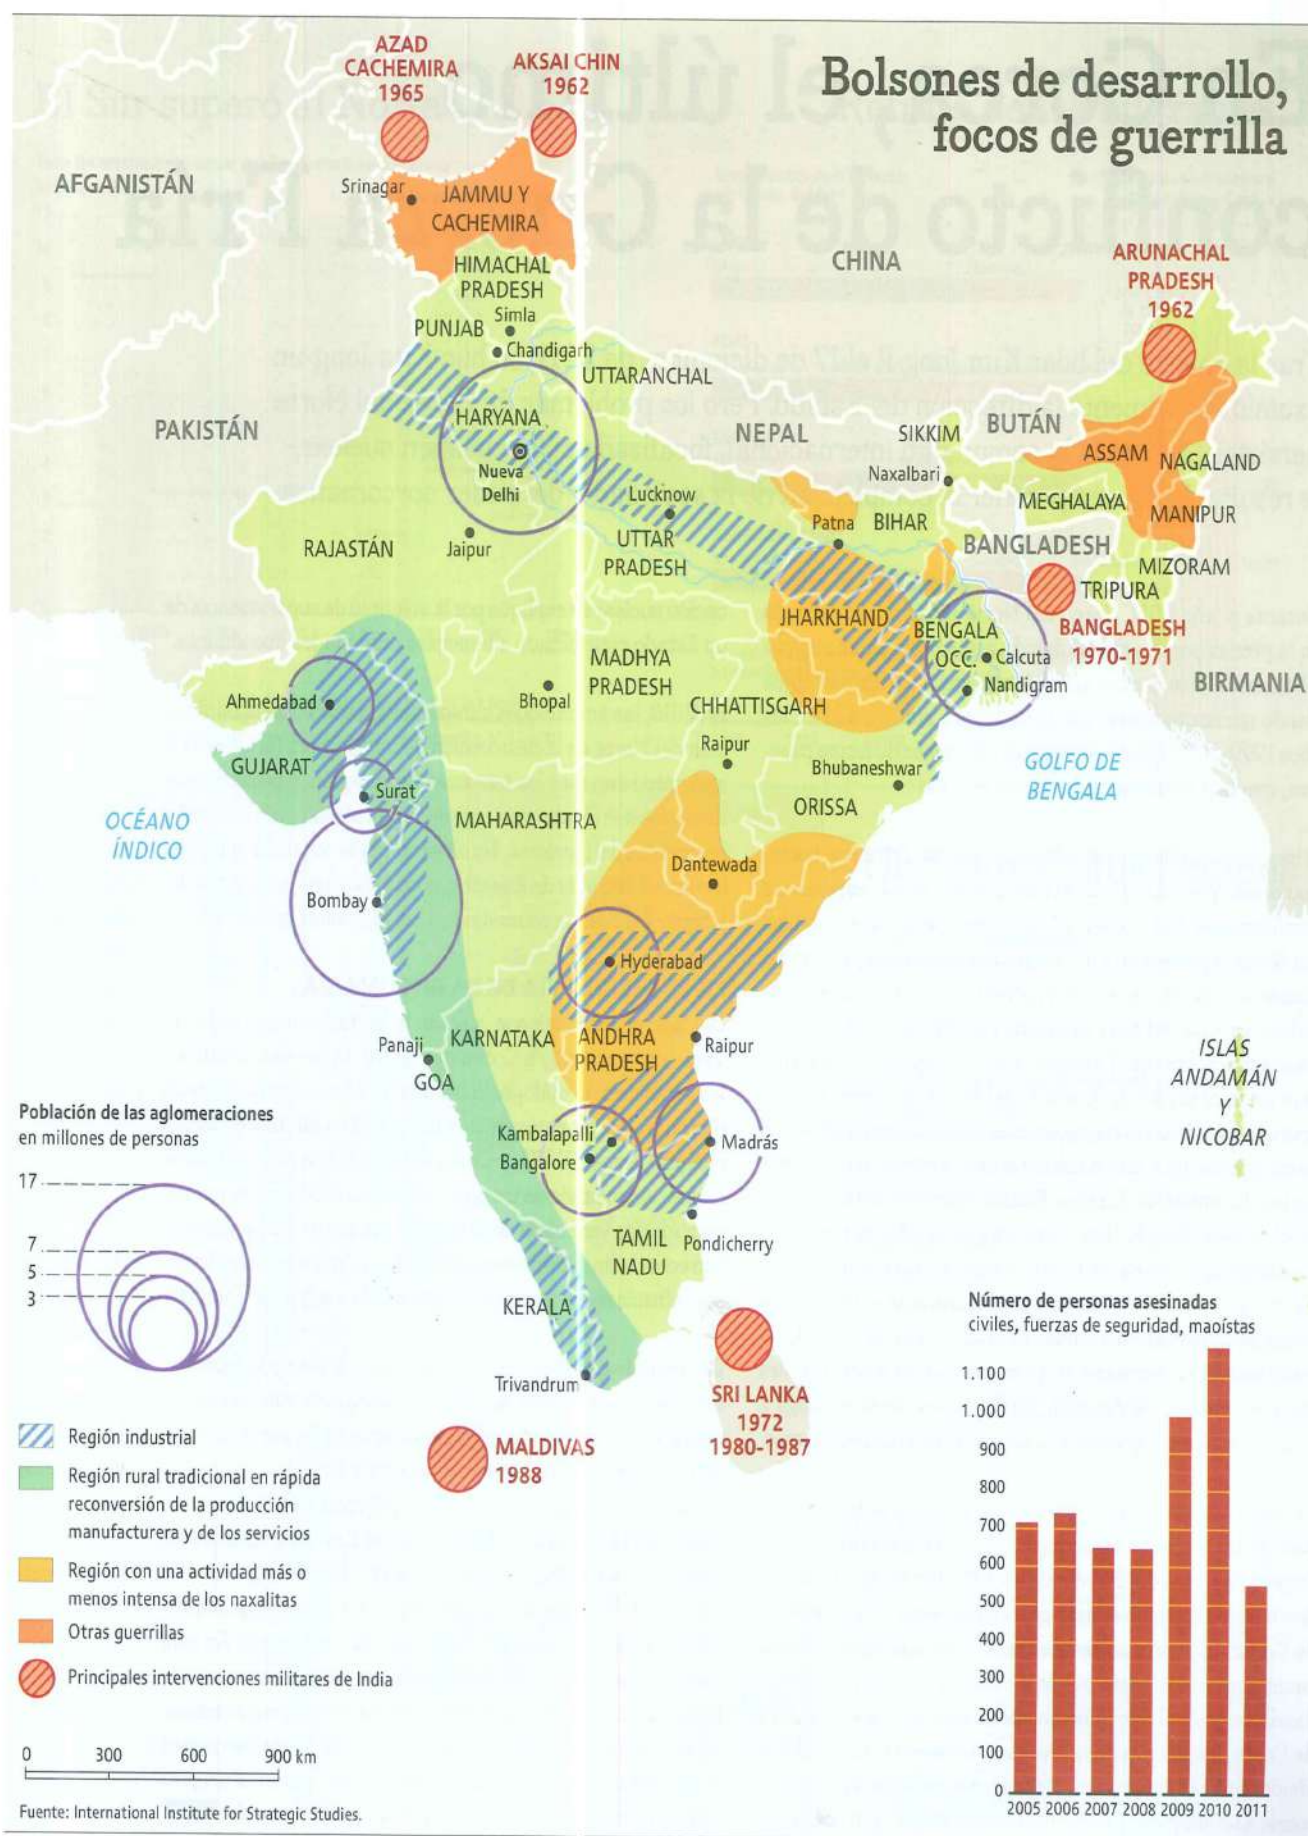 Bolsones de desarrollo,
focos de guerrilla
AZAD
CACHEMIRA
1965
AKSAI CHIN
1962
AFGANISTÁN
Srinagar
JAMMU Y
CACHEMIRA
CHINA
ARUNACHAL
PRADESH
1962
HIMACHAL
PRADESH
Simla
PUNJAB
Chandigarh
UTTARANCHAL
PAKISTÁN
HARYANA
Nueva
Delhi
NEPAL
SIKKIM
BUTÁN
ASSAM
NAGALAND
Naxalbari
MEGHALAYA
MANIPUR
Lucknow
Patna
BIHAR
RAJASTÁN
Jaipur
UTTAR
PRADESH
BANGLADESH
MIZORAM
TRIPURA
JHARKHAND
BENGALA
OCC.
Calcuta
Nandigram
BANGLADESH
1970-1971
BIRMANIA
MADHYA
PRADESH
Ahmedabad
Bhopal
CHHATTISGARH
GUJARAT
Raipur
Surat
Bhubaneshwar
GOLFO DE
BENGALA
OCÉANO
ÍNDICO
MAHARASHTRA
ORISSA
Dantewada
Bombay
Hyderabad
Panaji
KARNATAKA
ANDHRA
PRADESH
Raipur
GOA
ISLAS
ANDAMÁN
Y
NICOBAR
Kambalapalli
Bangalore
Madrás
TAMIL
NADU
Pondicherry
KERALA
Trivandrum
SRI LANKA
1972
1980-1987
MALDIVAS
1988
Población de las aglomeraciones
en millones de personas
17
7
5
3
Región industrial
Región rural tradicional en rápida
reconversión de la producción
manufacturera y de los servicios
Región con una actividad más o
menos intensa de los naxalitas
Otras guerrillas
Principales intervenciones militares de India
0 300 600 900 km
Fuente: International Institute for Strategic Studies.
Número de personas asesinadas
civiles, fuerzas de seguridad, maoístas
1.100
1.000
900
800
700
600
500
400
300
200
100
0
2005 2006 2007 2008 2009 2010 2011